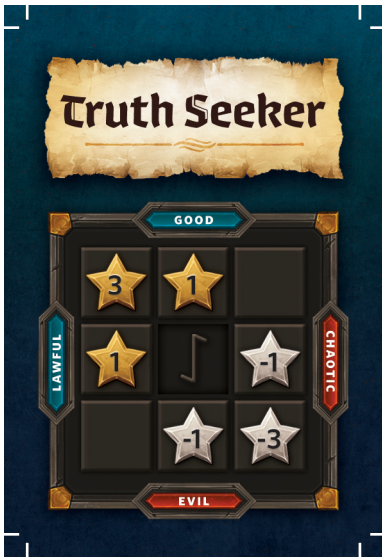 Truth Seeker
GOOD
3 1
LAWFUL
1 -1
CHAOTIC
-1 -3
EVIL